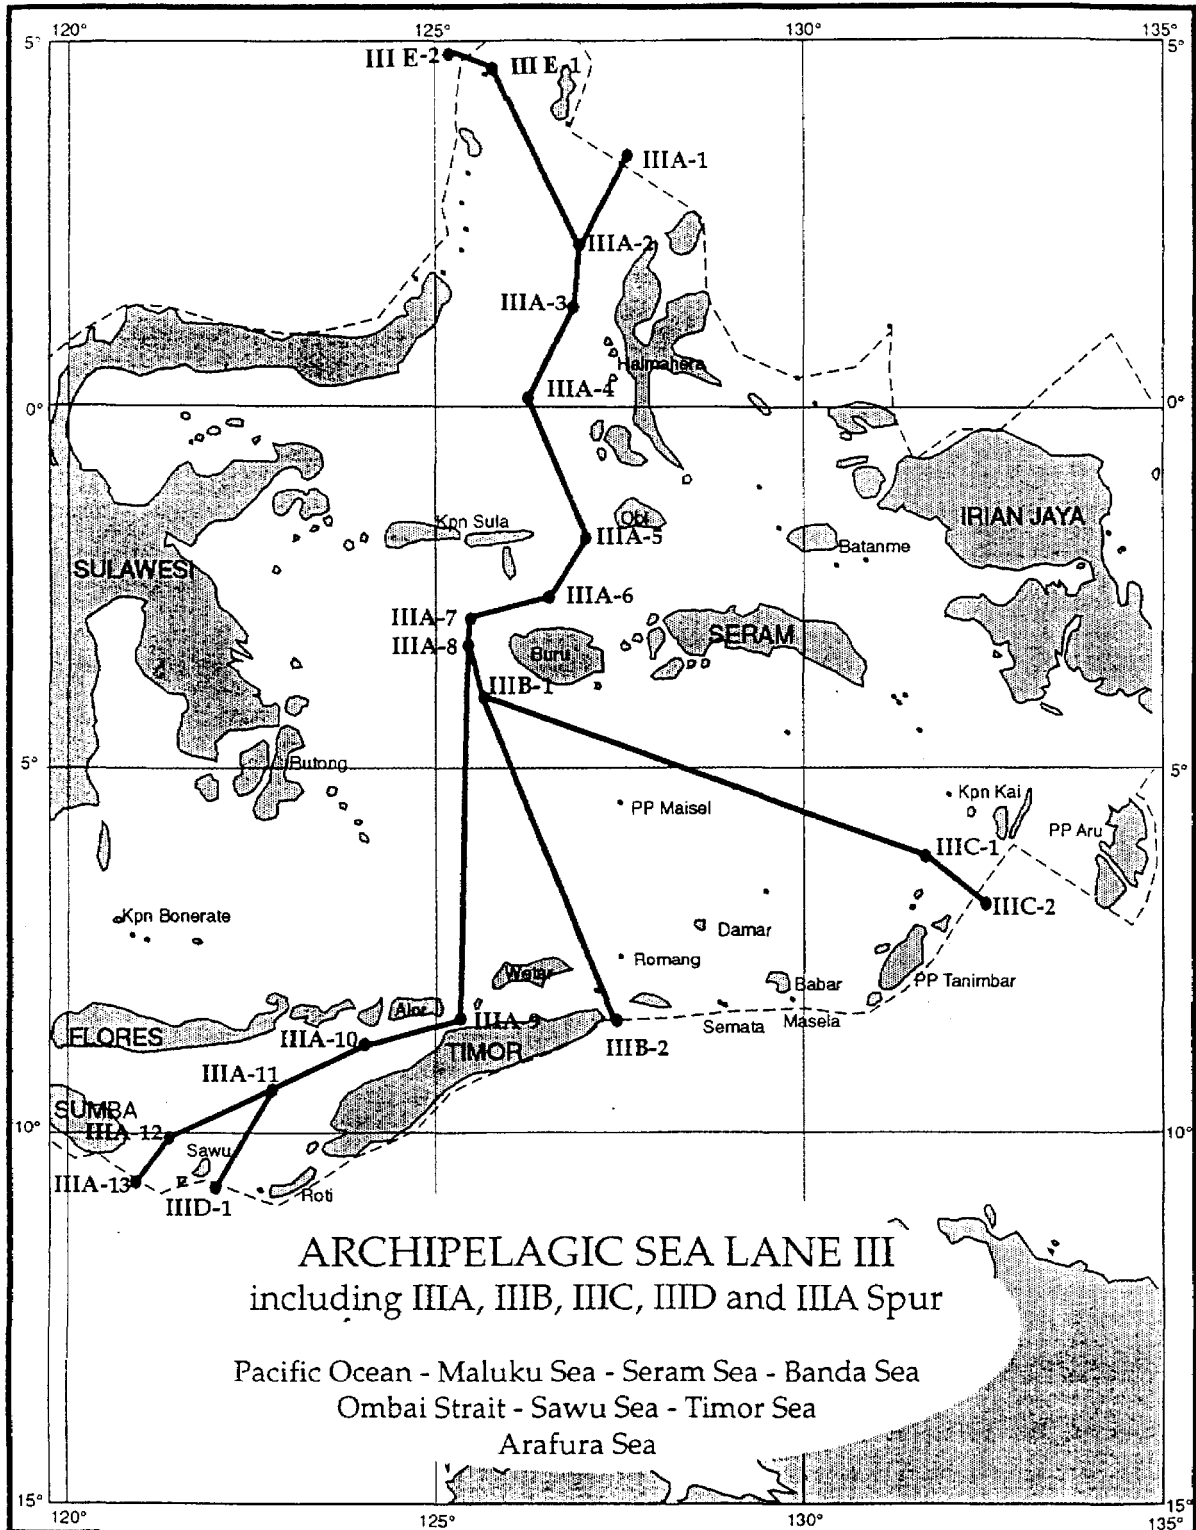 120° 125° 130° 135°
5° 5°
III E-2 III E-1
IIIA-1
IIIA-2
IIIA-3
Halmahera
IIIA-4
0° 0°
Kpn Sula Obi IRIAN JAYA
IIIA-5 Batanme
SULAWESI
IIIA-6
IIIA-7
SERAM
IIIA-8 Buru
IIIB-1
5° 5°
Butong
Kpn Kai
PP Maisel
PP Aru
IIIC-1
IIIC-2
Kpn Bonerate
Damar
Romang
Wetar
Babar PP Tanimbar
Alor IIIA-9
Sernata Masela
FLORES IIIA-10
TIMOR IIIB-2
IIIA-11
SUMBA
IIIA-12 10° 10°
Sawu
IIIA-13
Roti
IIID-1
ARCHIPELAGIC SEA LANE III
including IIIA, IIIB, IIIC, IIID and IIIA Spur
Pacific Ocean - Maluku Sea - Seram Sea - Banda Sea
Ombai Strait - Sawu Sea - Timor Sea
Arafura Sea
15° 15°
120° 125° 130° 135°